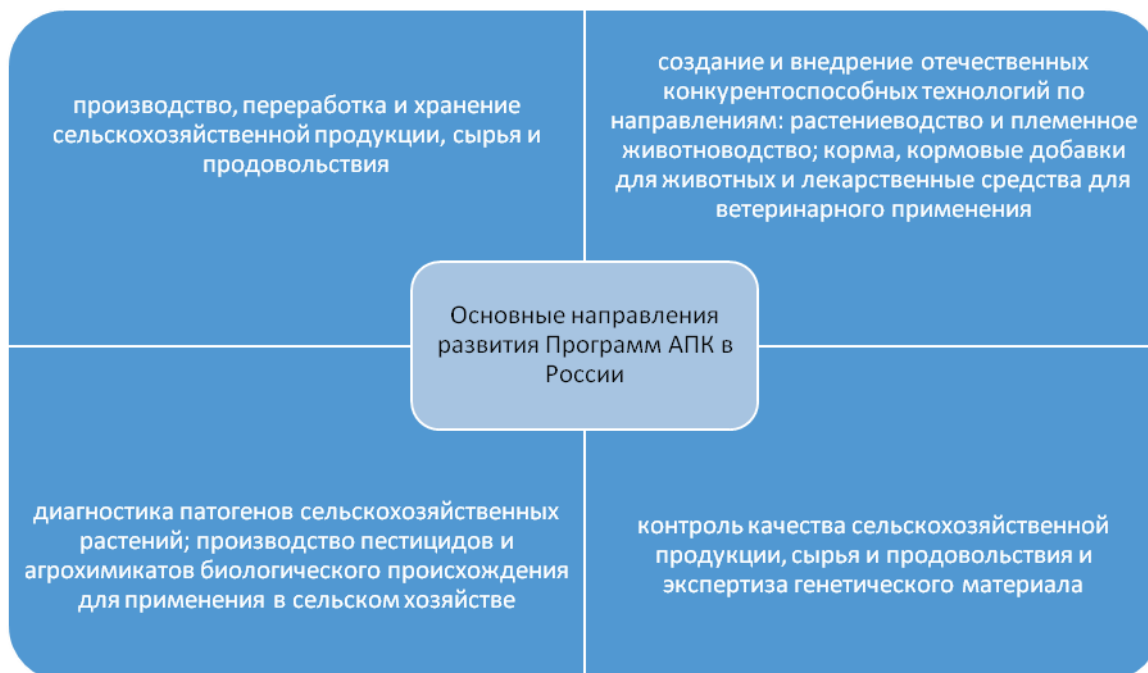 производство, переработка и хранение
сельскохозяйственной продукции, сырья и
продовольствия
создание и внедрение отечественных
конкурентоспособных технологий по
направлениям: растениеводство и племенное
животноводство; корма, кормовые добавки
для животных и лекарственные средства для
ветеринарного применения
Основные направления
развития Программ АПК в
России
диагностика патогенов сельскохозяйственных
растений; производство пестицидов и
агрохимикатов биологического происхождения
для применения в сельском хозяйстве
контроль качества сельскохозяйственной
продукции, сырья и продовольствия и
экспертиза генетического материала